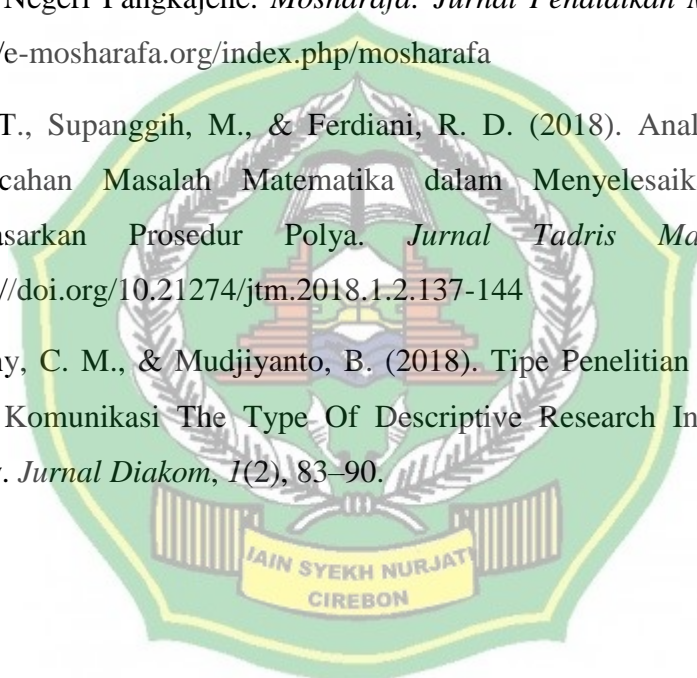 Negeri Pangkajene. Mosharafa: Jurnal Pendidikan M
/e-mosharafa.org/index.php/mosharafa
T., Supanggih, M., & Ferdiani, R. D. (2018). Anal
cahan Masalah Matematika dalam Menyelesaik
asarkan Prosedur Polya. Jurnal Tadris Ma
//doi.org/10.21274/jtm.2018.1.2.137-144
ny, C. M., & Mudjiyanto, B. (2018). Tipe Penelitian
Komunikasi The Type Of Descriptive Research In
. Jurnal Diakom, 1(2), 83–90.
IAIN SYEKH NURJATI
CIREBON